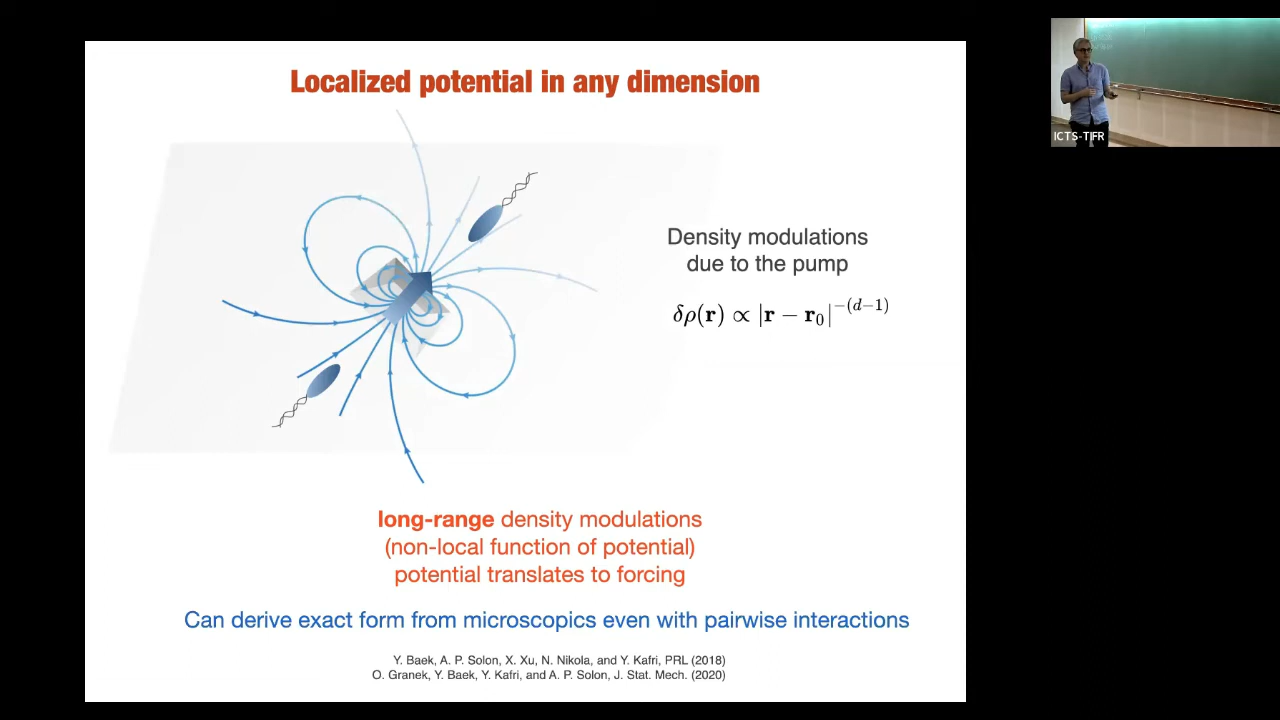 Localized potential in any dimension
ICTS-TIFR
Density modulations
due to the pump
δρ(r) ∝ |r − r₀|^{−(d−1)}
long-range density modulations
(non-local function of potential)
potential translates to forcing
Can derive exact form from microscopics even with pairwise interactions
Y. Baek, A. P. Solon, X. Xu, N. Nikola, and Y. Kafri, PRL (2018)
O. Granek, Y. Baek, Y. Kafri, and A. P. Solon, J. Stat. Mech. (2020)